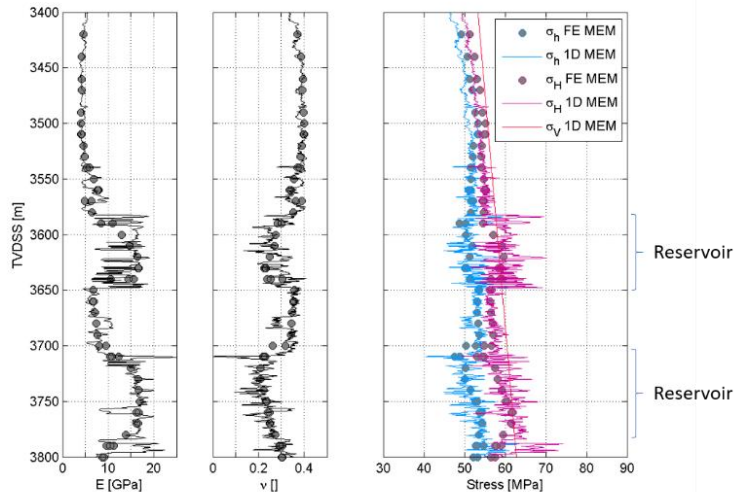 3400
3450
3500
3550
3600
3650
3700
3750
3800
TVDSS [m]
0 10 20
E [GPa]
0 0.2 0.4
ν []
σh FE MEM
σh 1D MEM
σH FE MEM
σH 1D MEM
σV 1D MEM
Reservoir
Reservoir
30 40 50 60 70 80 90
Stress [MPa]